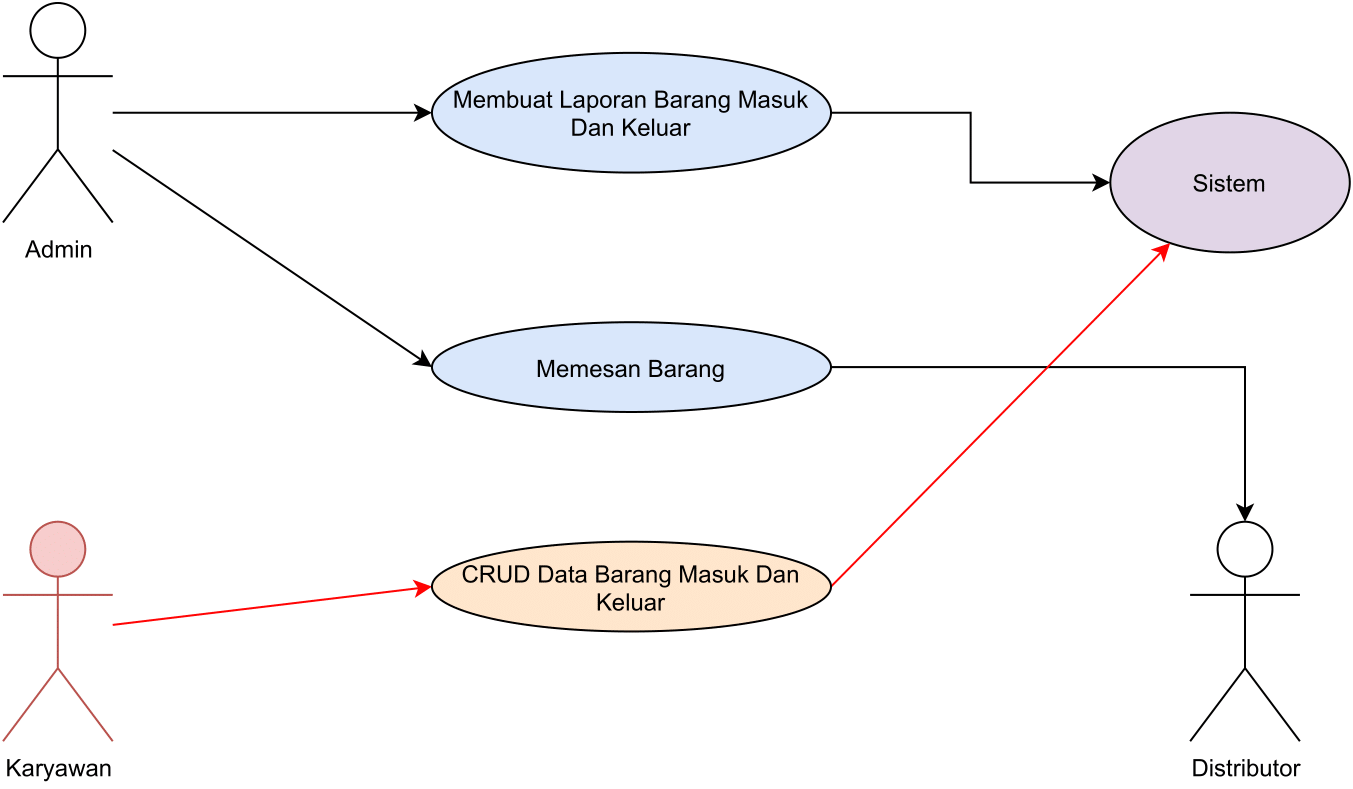 Membuat Laporan Barang Masuk
Dan Keluar
Sistem
Admin
Memesan Barang
CRUD Data Barang Masuk Dan
Keluar
Karyawan
Distributor